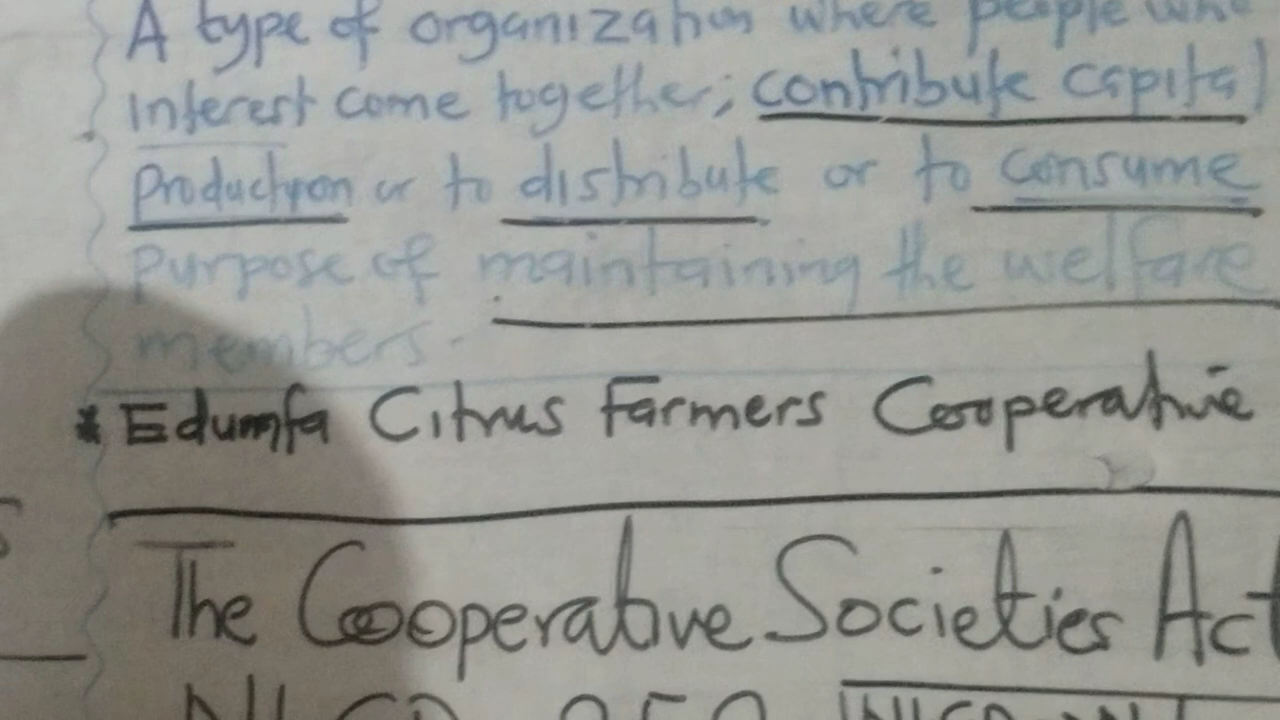 A type of organization where people who
interest come together; contribute capital
production or to distribute or to consume
purpose of maintaining the welfare
members.
* Edumfa Citrus Farmers Cooperative
The Cooperative Societies Act